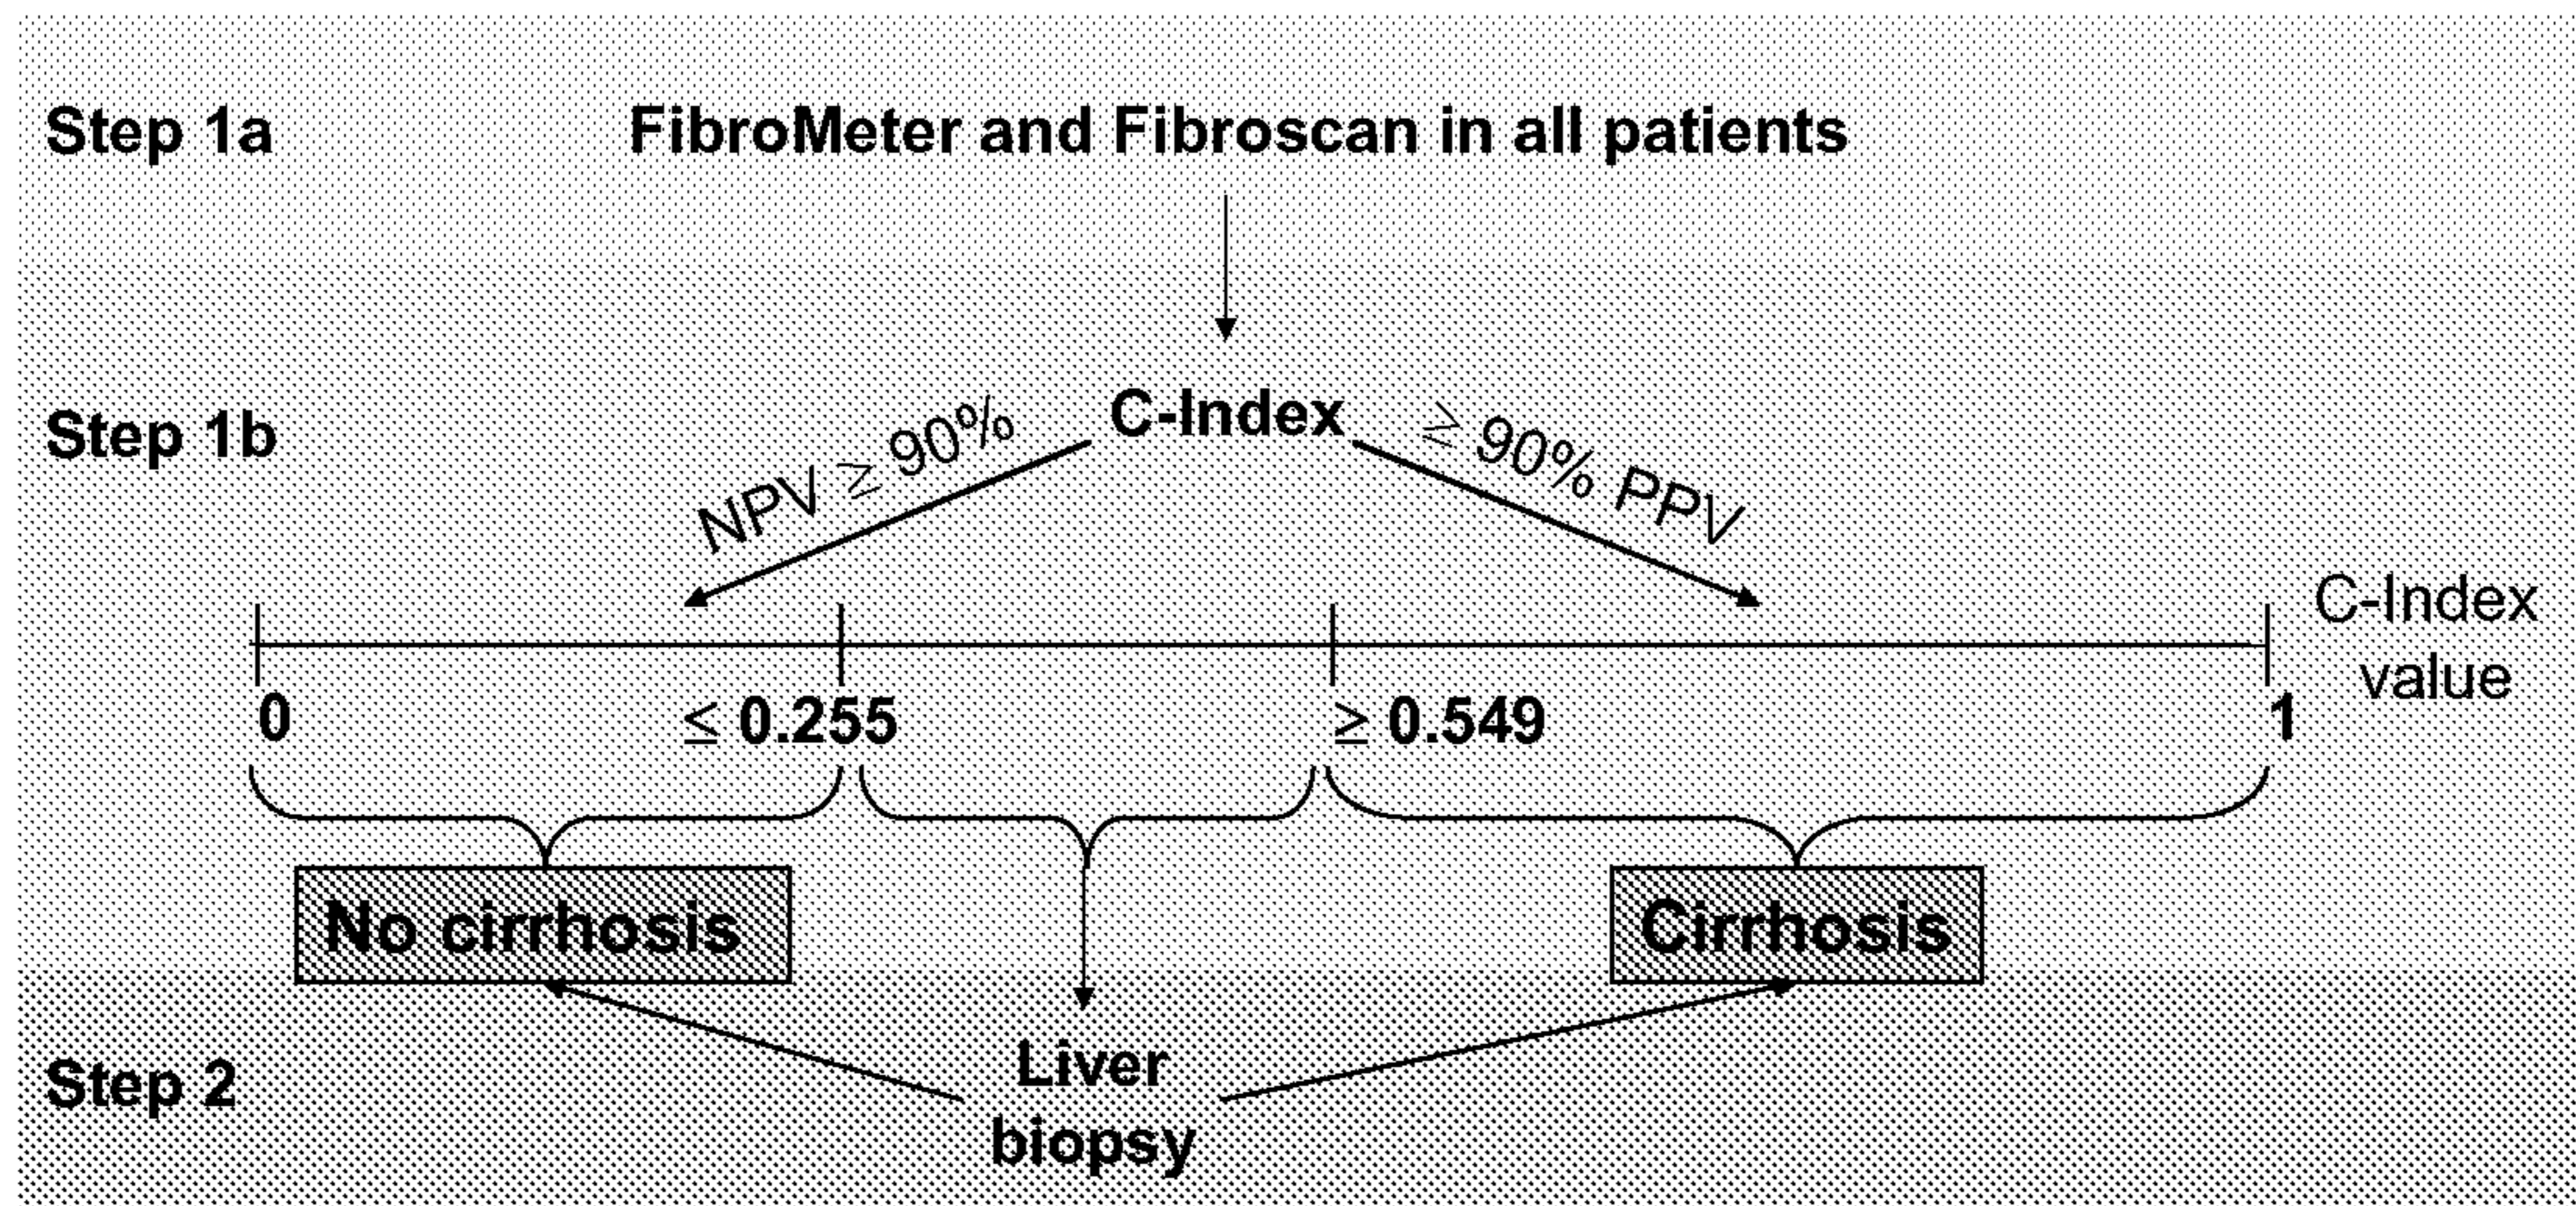 Step 1a
FibroMeter and Fibroscan in all patients
Step 1b
C-Index
NPV ≥ 90%
≥ 90% PPV
C-Index
value
0
≤ 0.255
≥ 0.549
1
No cirrhosis
Cirrhosis
Step 2
Liver
biopsy